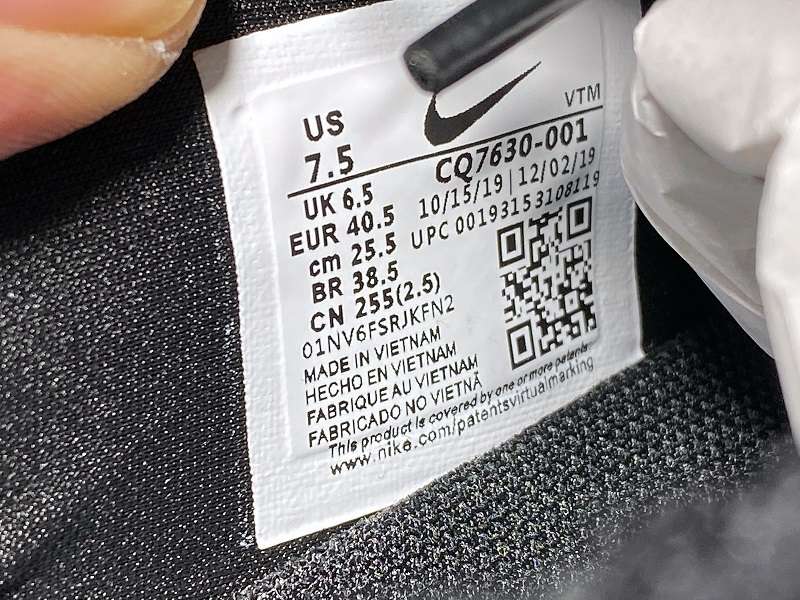 VTM
US
7.5
CQ7630-001
UK 6.5
10/15/19 | 12/02/19
EUR 40.5
UPC 00193153108119
cm 25.5
BR 38.5
CN 255(2.5)
01NV6FSRJKFN2
MADE IN VIETNAM
HECHO EN VIETNAM
FABRIQUE AU VIETNAM
FABRICADO NO VIETNÃ
This product is covered by one or more patents.
www.nike.com/patentsvirtualmarking